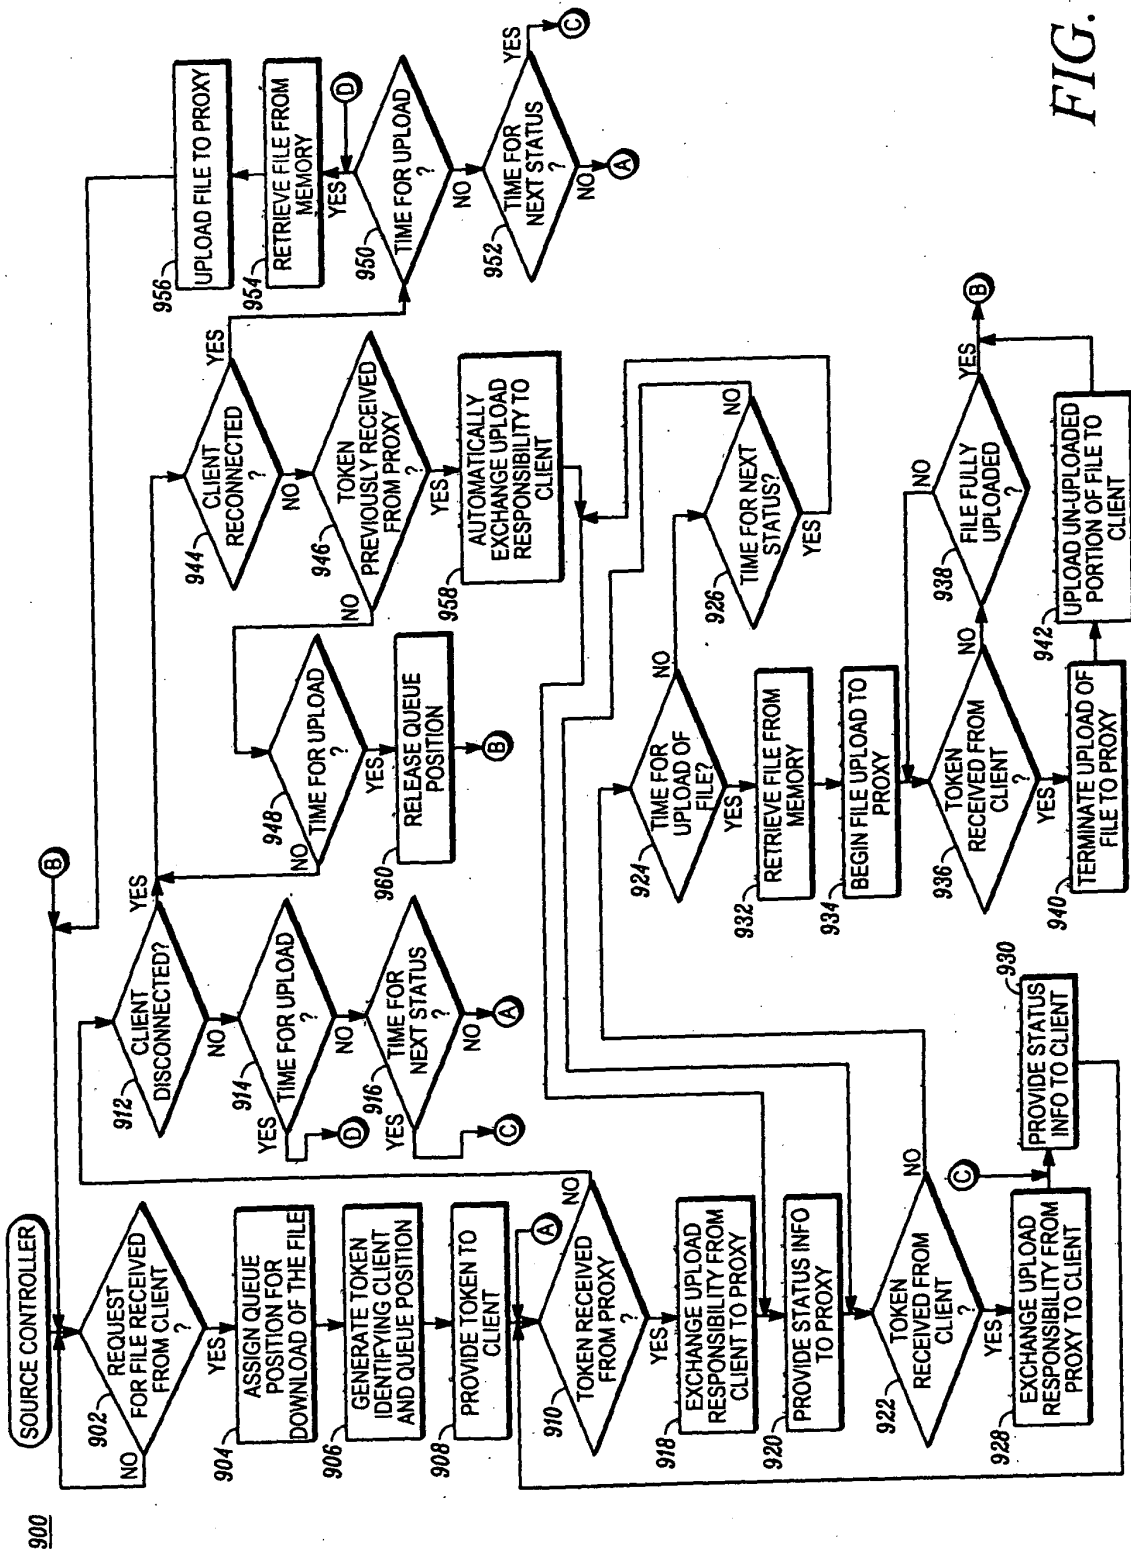 900
SOURCE CONTROLLER
B
902
REQUEST
FOR FILE RECEIVED
FROM CLIENT
?
NO
YES
904
ASSIGN QUEUE
POSITION FOR
DOWNLOAD OF THE FILE
906
GENERATE TOKEN
IDENTIFYING CLIENT
AND QUEUE POSITION
908
PROVIDE TOKEN TO
CLIENT
A
910
TOKEN RECEIVED
FROM PROXY
?
NO
YES
918
EXCHANGE UPLOAD
RESPONSIBILITY FROM
CLIENT TO PROXY
920
PROVIDE STATUS INFO
TO PROXY
922
TOKEN
RECEIVED FROM
CLIENT
?
NO
YES
C
928
EXCHANGE UPLOAD
RESPONSIBILITY FROM
PROXY TO CLIENT
930
PROVIDE STATUS
INFO TO CLIENT
912
CLIENT
DISCONNECTED?
YES
NO
914
TIME FOR UPLOAD
?
YES
D
NO
916
TIME FOR
NEXT STATUS
?
YES
C
NO
A
944
CLIENT
RECONNECTED
?
YES
NO
946
TOKEN
PREVIOUSLY RECEIVED
FROM PROXY
?
NO
YES
948
TIME FOR UPLOAD
?
NO
YES
960
RELEASE QUEUE
POSITION
B
958
AUTOMATICALLY
EXCHANGE UPLOAD
RESPONSIBILITY TO
CLIENT
956
UPLOAD FILE TO PROXY
954
RETRIEVE FILE FROM
MEMORY
YES
D
950
TIME FOR UPLOAD
?
NO
952
TIME FOR
NEXT STATUS
?
YES
C
NO
A
924
TIME FOR
UPLOAD OF
FILE?
NO
YES
926
TIME FOR NEXT
STATUS?
NO
YES
932
RETRIEVE FILE FROM
MEMORY
934
BEGIN FILE UPLOAD TO
PROXY
936
TOKEN
RECEIVED FROM
CLIENT
?
NO
YES
938
FILE FULLY
UPLOADED
?
NO
YES
B
940
TERMINATE UPLOAD OF
FILE TO PROXY
942
UPLOAD UN-UPLOADED
PORTION OF FILE TO
CLIENT
FIG.